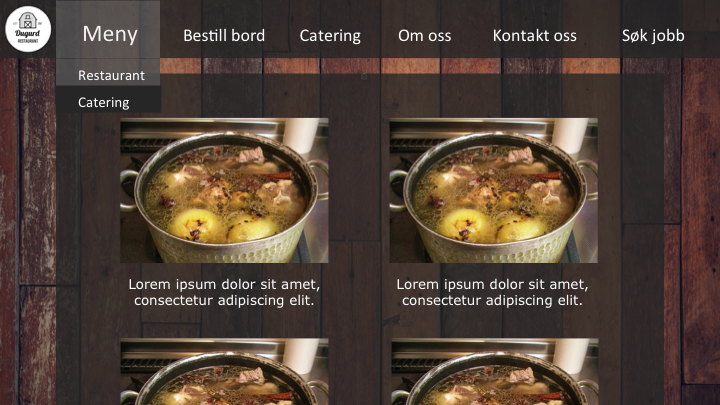 Dugurd
RESTAURANT
Meny
Bestill bord
Catering
Om oss
Kontakt oss
Søk jobb
Restaurant
Catering
Lorem ipsum dolor sit amet,
consectetur adipiscing elit.
Lorem ipsum dolor sit amet,
consectetur adipiscing elit.